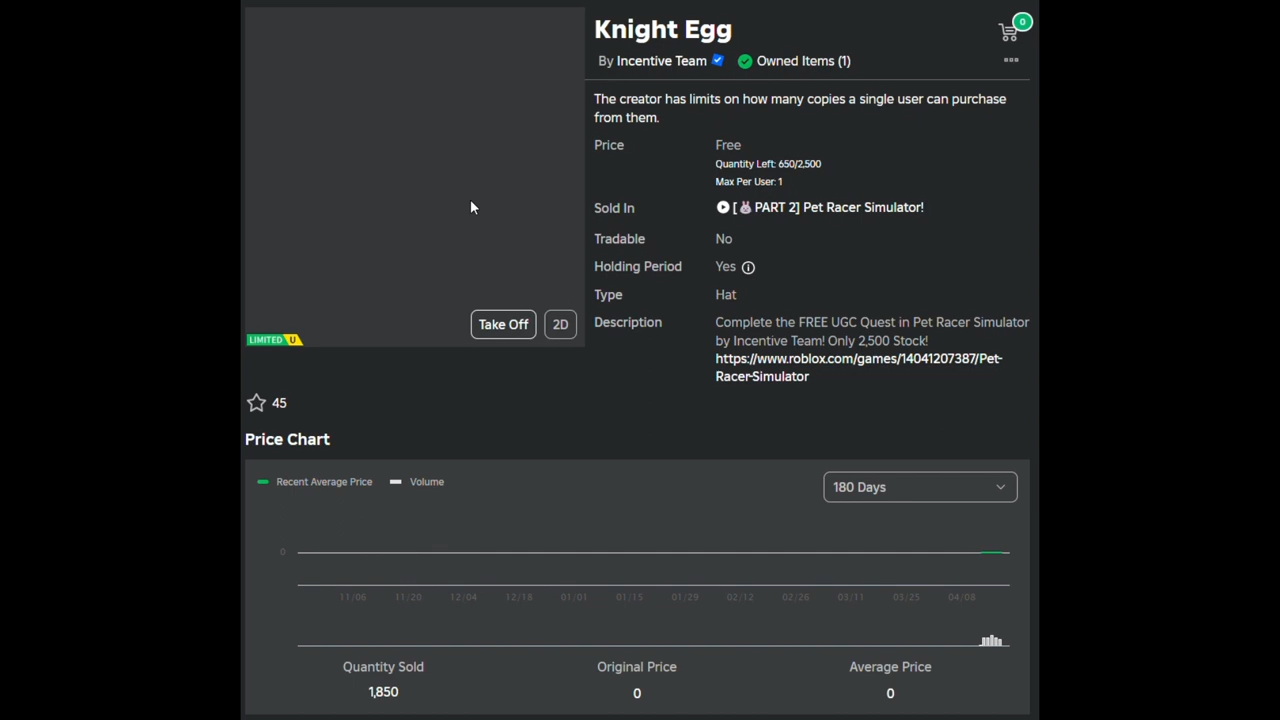 Knight Egg
0
By Incentive Team
Owned Items (1)
The creator has limits on how many copies a single user can purchase
from them.
Price
Free
Quantity Left: 650/2,500
Max Per User: 1
Sold In
[🐰 PART 2] Pet Racer Simulator!
Tradable
No
Holding Period
Yes
Type
Hat
Take Off
2D
LIMITED U
Description
Complete the FREE UGC Quest in Pet Racer Simulator
by Incentive Team! Only 2,500 Stock!
https://www.roblox.com/games/14041207387/Pet-
Racer-Simulator
45
Price Chart
Recent Average Price
Volume
180 Days
0
11/06 11/20 12/04 12/18 01/01 01/15 01/29 02/12 02/26 03/11 03/25 04/08
Quantity Sold
1,850
Original Price
0
Average Price
0